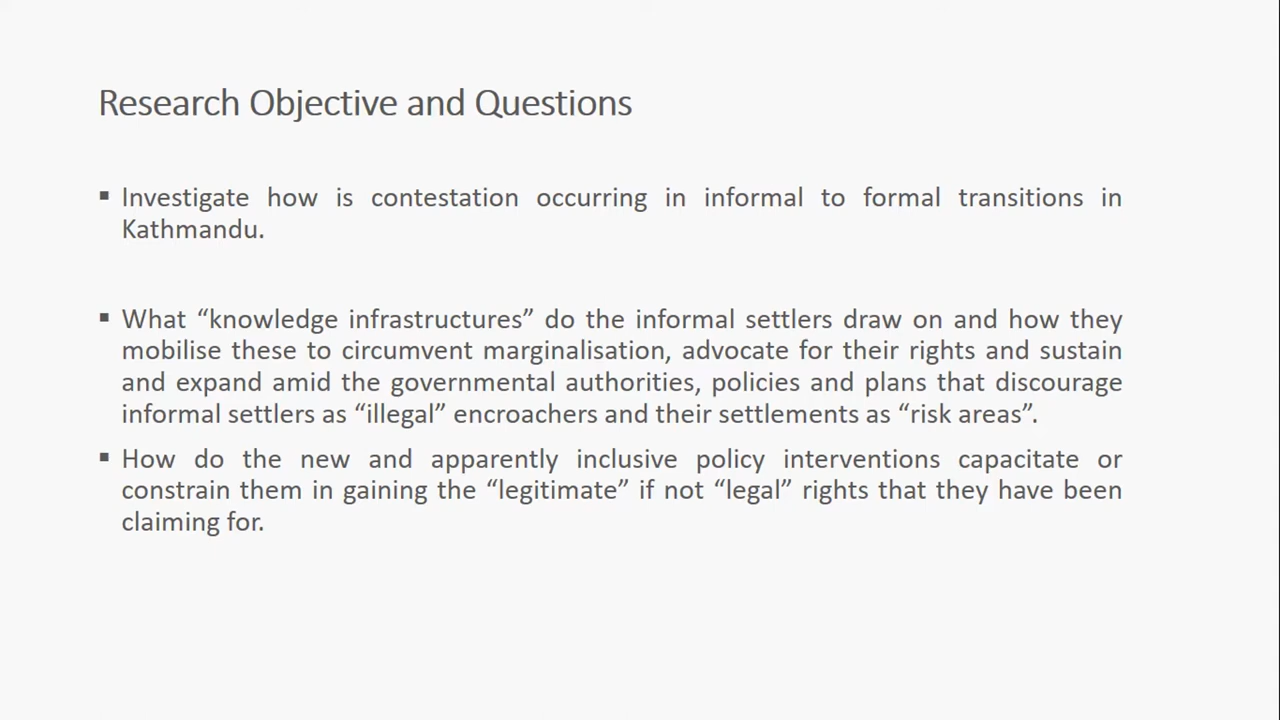 Research Objective and Questions
▪ Investigate how is contestation occurring in informal to formal transitions in
Kathmandu.
▪ What “knowledge infrastructures” do the informal settlers draw on and how they
mobilise these to circumvent marginalisation, advocate for their rights and sustain
and expand amid the governmental authorities, policies and plans that discourage
informal settlers as “illegal” encroachers and their settlements as “risk areas”.
▪ How do the new and apparently inclusive policy interventions capacitate or
constrain them in gaining the “legitimate” if not “legal” rights that they have been
claiming for.